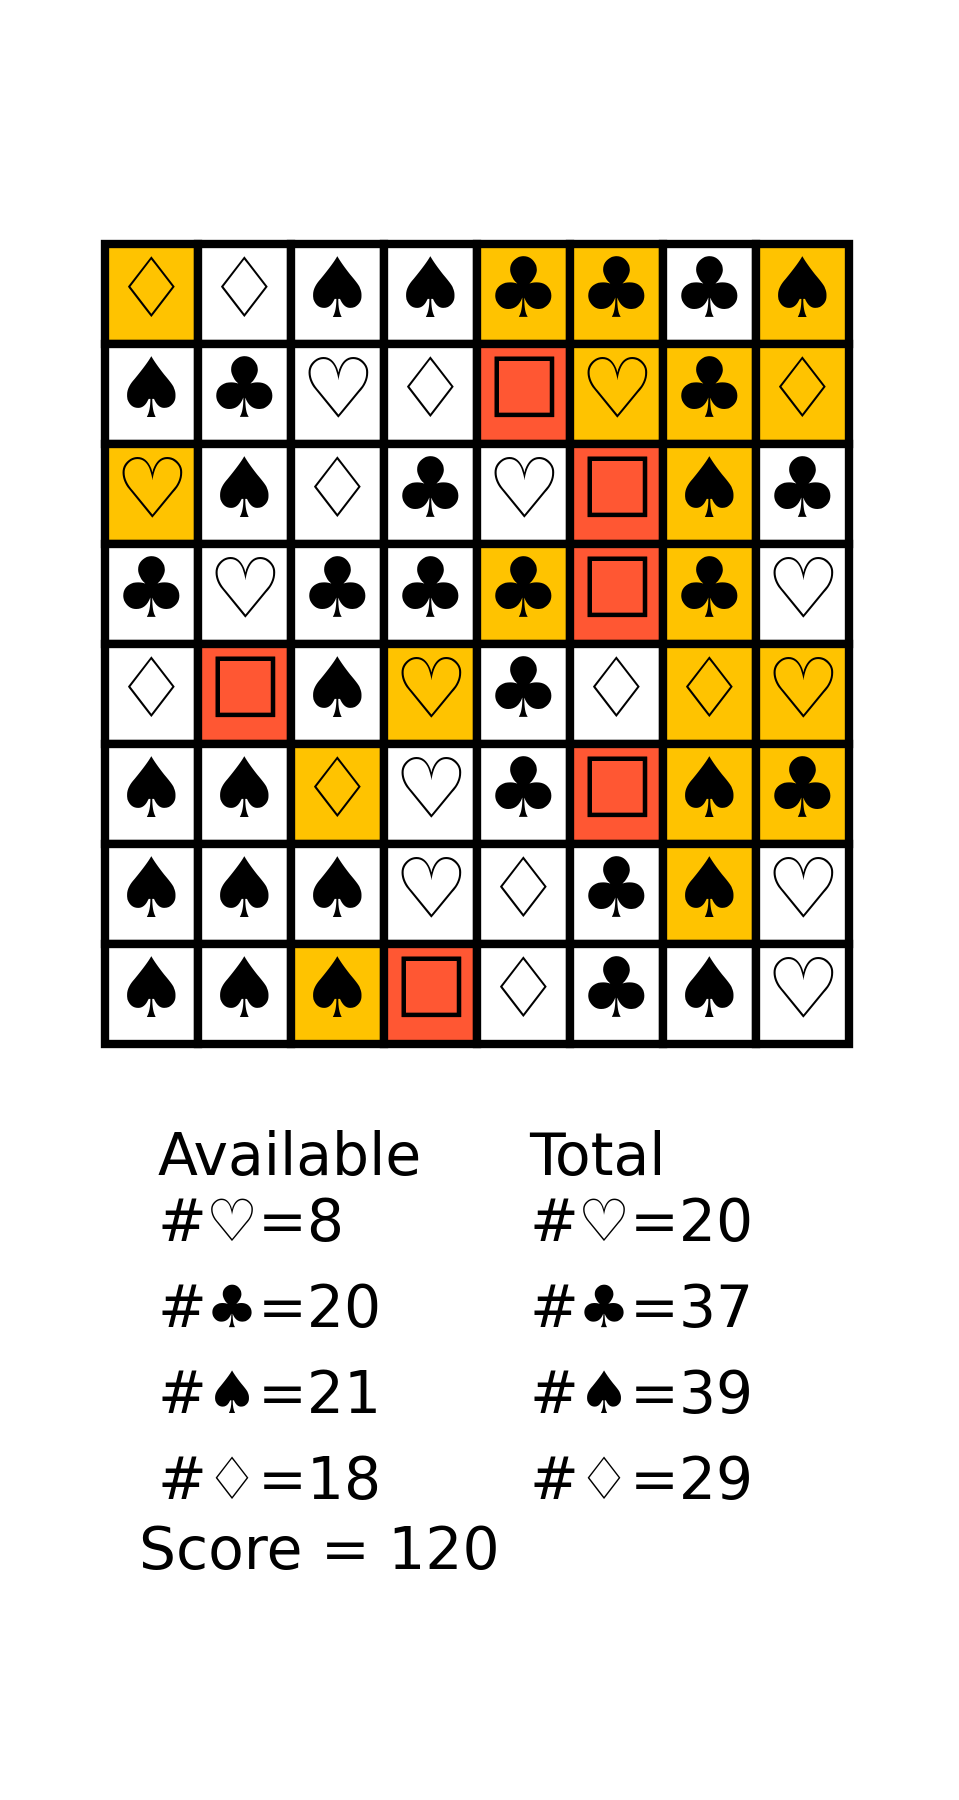 ♢ ♢ ♠ ♠ ♣ ♣ ♣ ♠
♠ ♣ ♡ ♢ □ ♡ ♣ ♢
♡ ♠ ♢ ♣ ♡ □ ♠ ♣
♣ ♡ ♣ ♣ ♣ □ ♣ ♡
♢ □ ♠ ♡ ♣ ♢ ♢ ♡
♠ ♠ ♢ ♡ ♣ □ ♠ ♣
♠ ♠ ♠ ♡ ♢ ♣ ♠ ♡
♠ ♠ ♠ □ ♢ ♣ ♠ ♡
Available Total
#♡=8 #♡=20
#♣=20 #♣=37
#♠=21 #♠=39
#♢=18 #♢=29
Score = 120